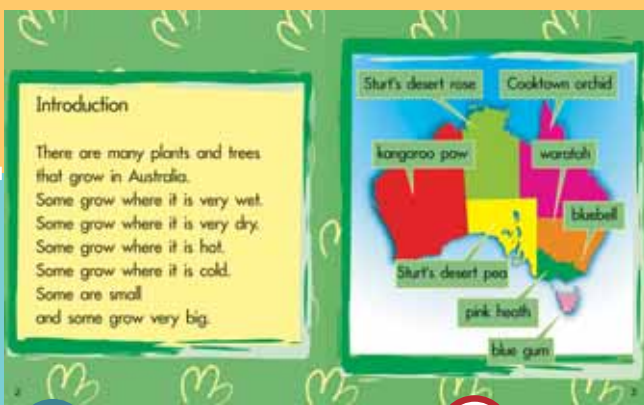 Introduction
There are many plants and trees
that grow in Australia.
Some grow where it is very wet.
Some grow where it is very dry.
Some grow where it is hot.
Some grow where it is cold.
Some are small
and some grow very big.
2
Sturt's desert rose
Cooktown orchid
kangaroo paw
waratah
bluebell
Sturt's desert pea
pink heath
blue gum
3